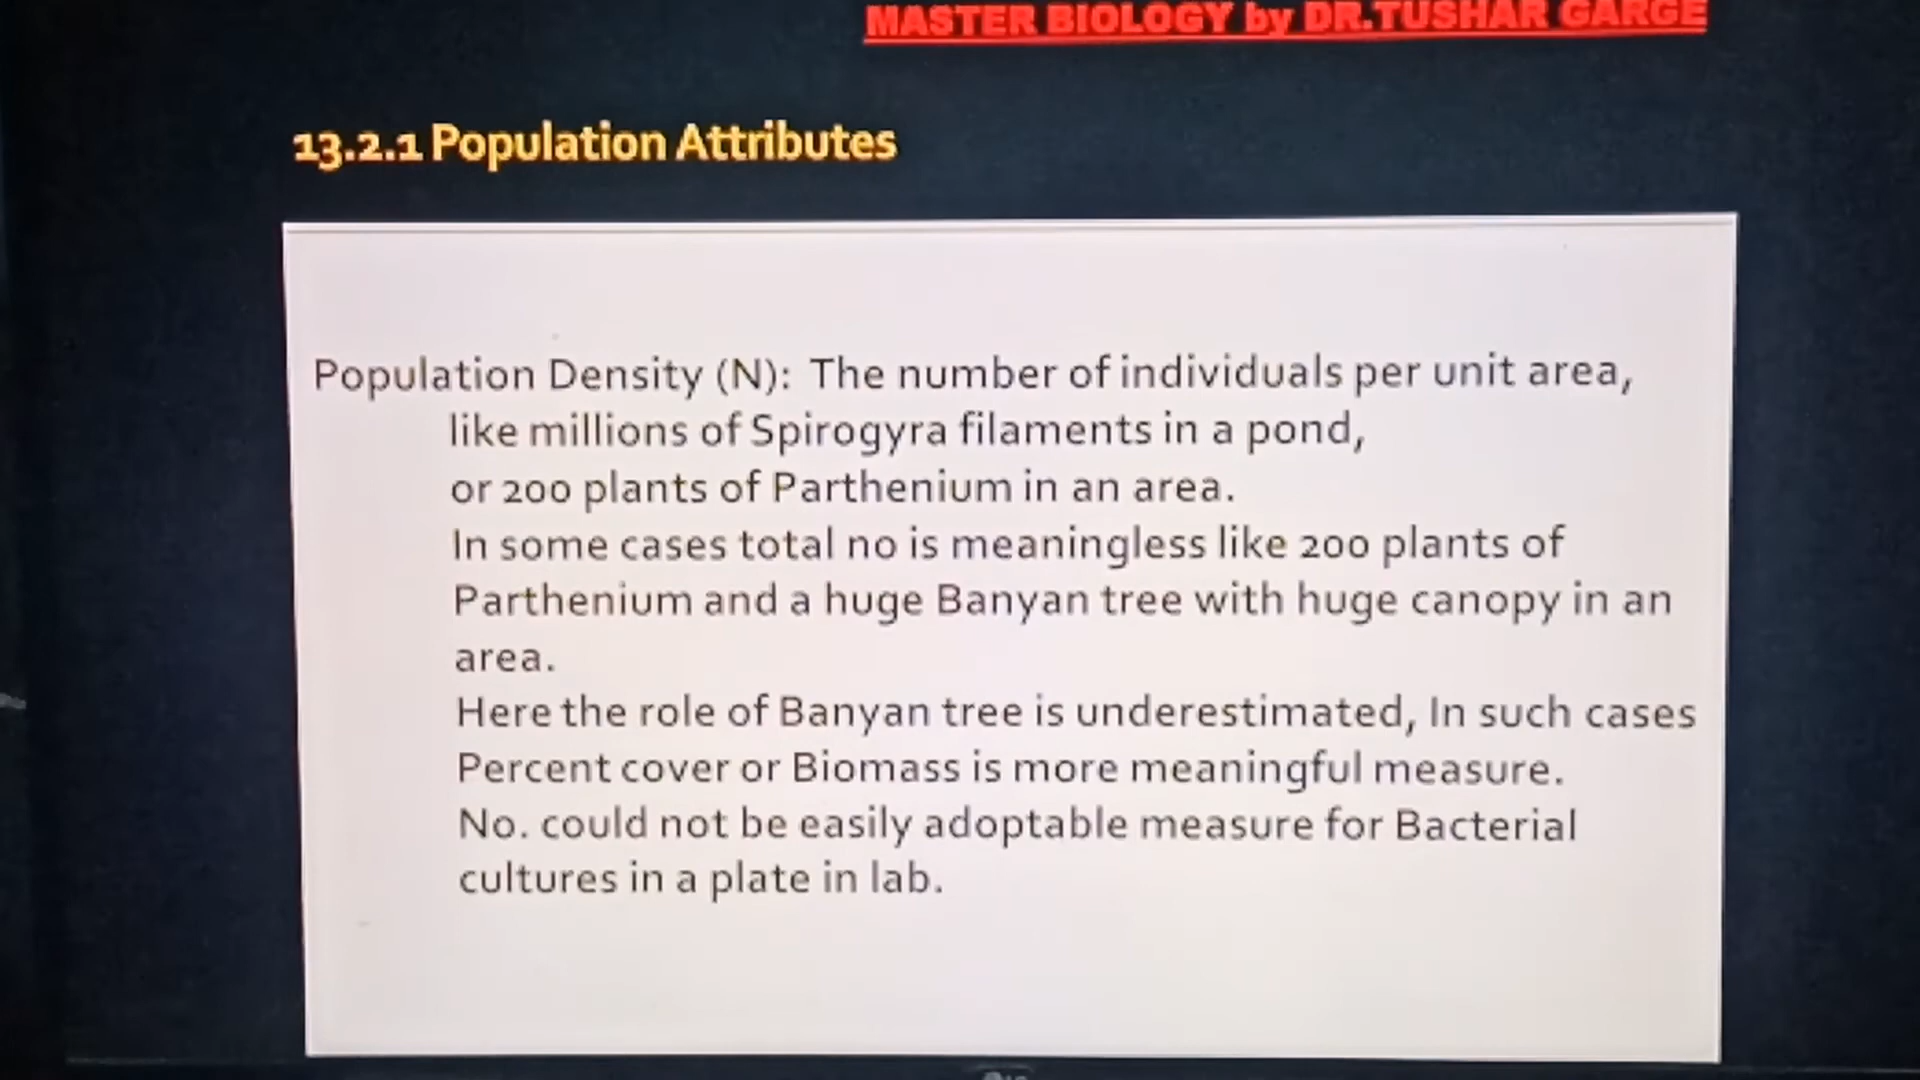 MASTER BIOLOGY by DR.TUSHAR GARGE
13.2.1 Population Attributes
Population Density (N): The number of individuals per unit area,
like millions of Spirogyra filaments in a pond,
or 200 plants of Parthenium in an area.
In some cases total no is meaningless like 200 plants of
Parthenium and a huge Banyan tree with huge canopy in an
area.
Here the role of Banyan tree is underestimated, In such cases
Percent cover or Biomass is more meaningful measure.
No. could not be easily adoptable measure for Bacterial
cultures in a plate in lab.